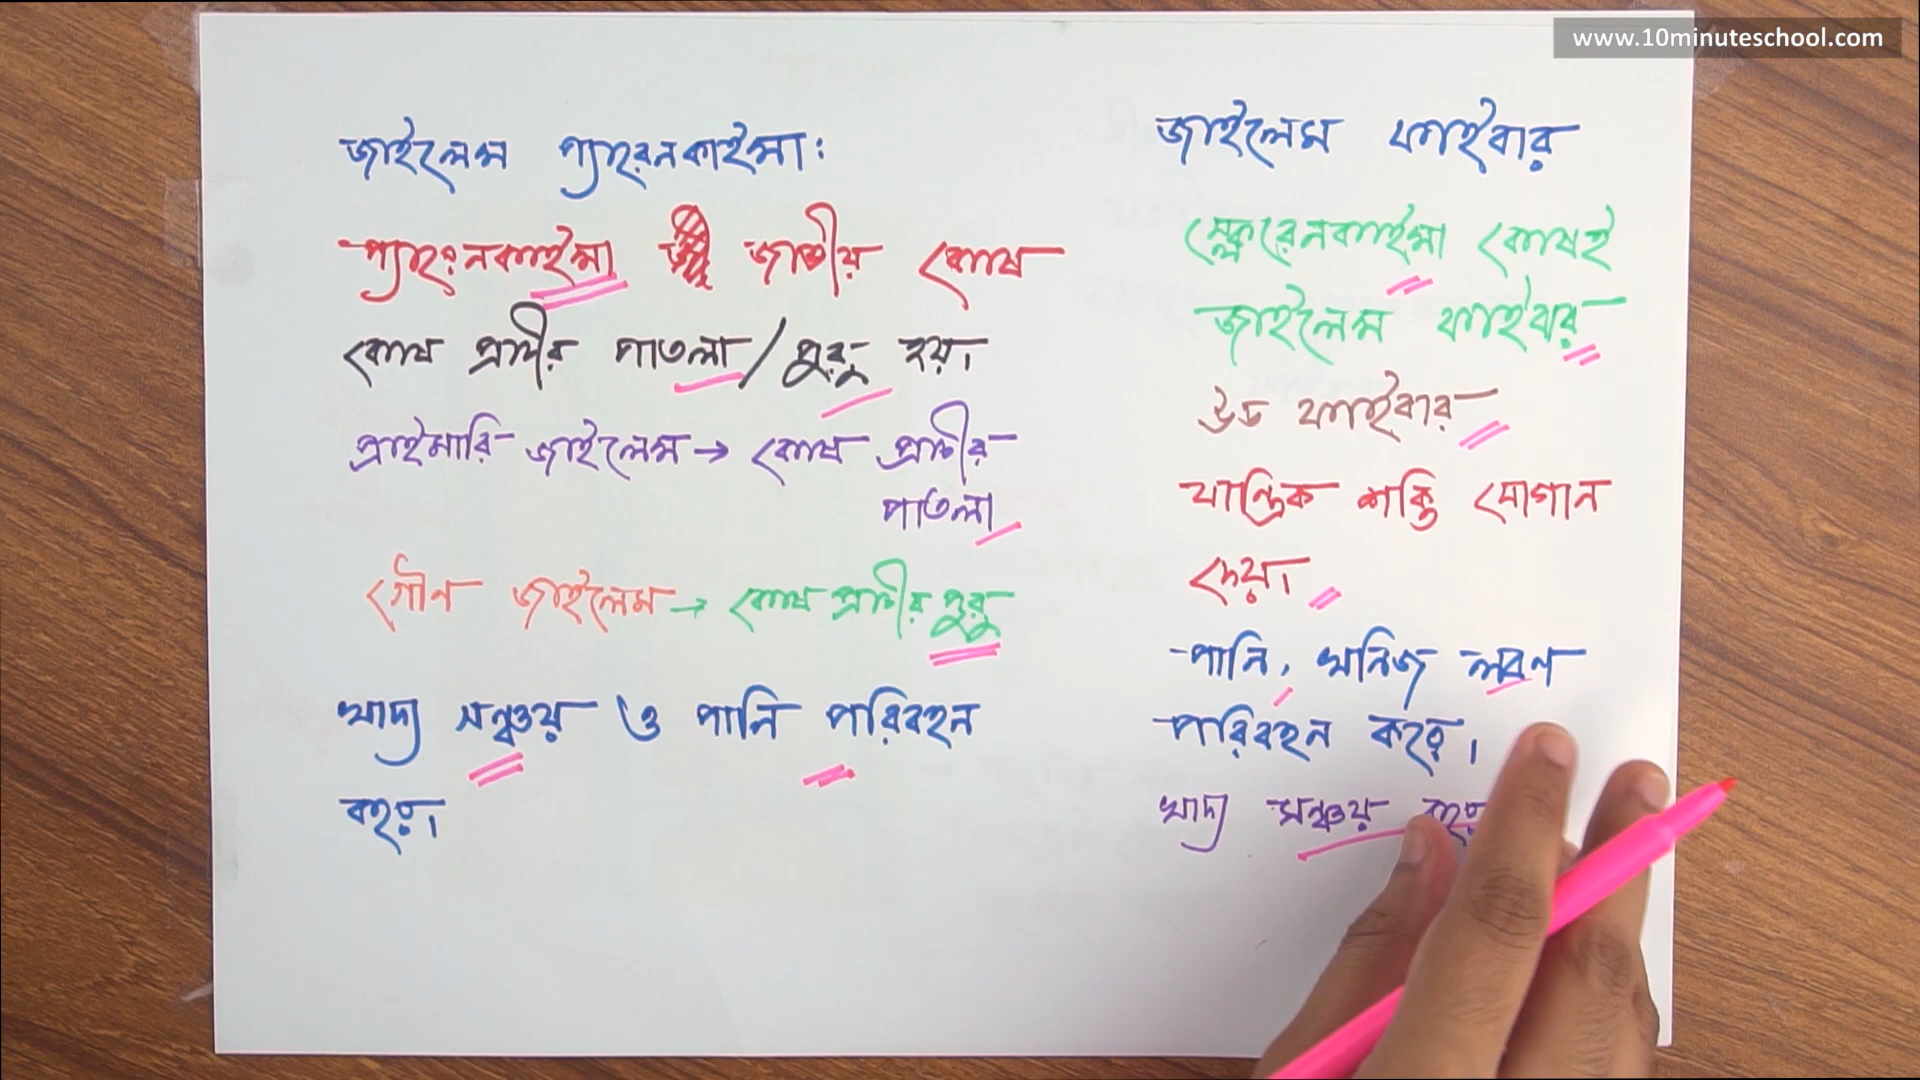 www.10minuteschool.com
জাইলেম প্যারেনকাইমা:
প্যারেনকাইমা জাতীয় কোষ
কোষ প্রাচীর পাতলা/পুরু হয়।
প্রাইমারি জাইলেম → কোষ প্রাচীর
পাতলা
গৌণ জাইলেম → কোষ প্রাচীর পুরু
খাদ্য সঞ্চয় ও পানি পরিবহন
করে।
জাইলেম ফাইবার
স্ক্লেরেনকাইমা কোষই
জাইলেম ফাইবার
উড ফাইবার
যান্ত্রিক শক্তি যোগান
দেয়।
পানি, খনিজ লবণ
পরিবহন করে।
খাদ্য সঞ্চয় করে